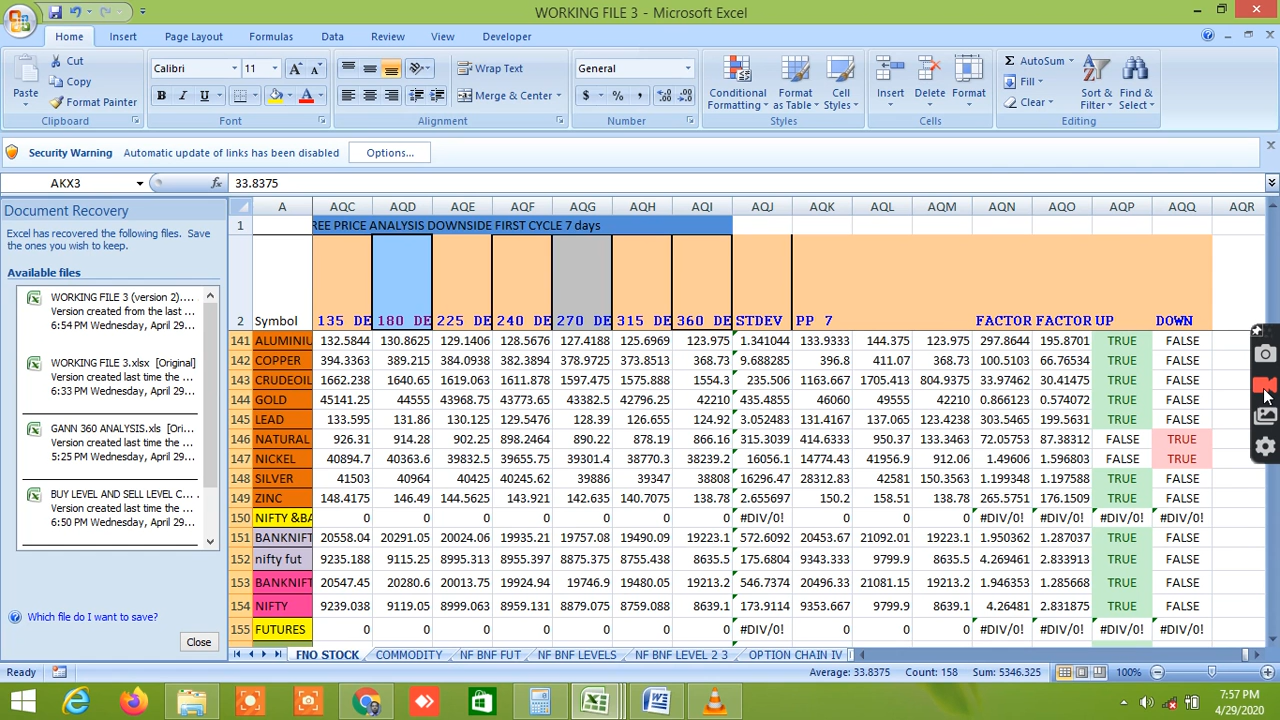 WORKING FILE 3 - Microsoft Excel
Home Insert Page Layout Formulas Data Review View Developer
Paste Cut Copy Format Painter
Calibri 11 A A B I U A
Wrap Text Merge & Center
General $ % ,
Conditional Formatting Format as Table Cell Styles
Insert Delete Format
Σ AutoSum Fill Clear Sort & Filter Find & Select
Clipboard Font Alignment Number Styles Cells Editing
Security Warning Automatic update of links has been disabled Options...
AKX3 fx 33.8375
Document Recovery
Excel has recovered the following files. Save
the ones you wish to keep.
Available files
WORKING FILE 3 (version 2)....
Version created from the last ...
6:54 PM Wednesday, April 29...
WORKING FILE 3.xlsx [Original]
Version created last time the ...
6:33 PM Wednesday, April 29...
GANN 360 ANALYSIS.xls [Ori...
Version created last time the ...
5:25 PM Wednesday, April 29...
BUY LEVEL AND SELL LEVEL C...
Version created last time the ...
6:50 PM Wednesday, April 29...
Which file do I want to save?
Close
A AQC AQD AQE AQF AQG AQH AQI AQJ AQK AQL AQM AQN AQO AQP AQQ AQR
1 REE PRICE ANALYSIS DOWNSIDE FIRST CYCLE 7 days
2 Symbol 135 DE 180 DE 225 DE 240 DE 270 DE 315 DE 360 DE STDEV PP 7 FACTOR FACTOR UP DOWN
141 ALUMINIU 132.5844 130.8625 129.1406 128.5676 127.4188 125.6969 123.975 1.341044 133.9333 144.375 123.975 297.8644 195.8701 TRUE FALSE
142 COPPER 394.3363 389.215 384.0938 382.3894 378.9725 373.8513 368.73 9.688285 396.8 411.07 368.73 100.5103 66.76534 TRUE FALSE
143 CRUDEOIL 1662.238 1640.65 1619.063 1611.878 1597.475 1575.888 1554.3 235.506 1163.667 1705.413 804.9375 33.97462 30.41475 TRUE FALSE
144 GOLD 45141.25 44555 43968.75 43773.65 43382.5 42796.25 42210 435.4855 46060 49555 42210 0.866123 0.574072 TRUE FALSE
145 LEAD 133.595 131.86 130.125 129.5476 128.39 126.655 124.92 3.052483 131.4167 137.065 123.4238 303.5465 199.5631 TRUE FALSE
146 NATURAL 926.31 914.28 902.25 898.2464 890.22 878.19 866.16 315.3039 414.6333 950.37 133.3463 72.05753 87.38312 FALSE TRUE
147 NICKEL 40894.7 40363.6 39832.5 39655.75 39301.4 38770.3 38239.2 16056.1 14774.43 41956.9 912.06 1.49606 1.596803 FALSE TRUE
148 SILVER 41503 40964 40425 40245.62 39886 39347 38808 16296.47 28312.83 42581 150.3563 1.199348 1.197588 TRUE FALSE
149 ZINC 148.4175 146.49 144.5625 143.921 142.635 140.7075 138.78 2.655697 150.2 158.51 138.78 265.5751 176.1509 TRUE FALSE
150 NIFTY &BA 0 0 0 0 0 0 0 #DIV/0! 0 0 0 #DIV/0! #DIV/0! #DIV/0! #DIV/0!
151 BANKNIFT 20558.04 20291.05 20024.06 19935.21 19757.08 19490.09 19223.1 572.6092 20453.67 21092.01 19223.1 1.950362 1.287037 TRUE FALSE
152 nifty fut 9235.188 9115.25 8995.313 8955.397 8875.375 8755.438 8635.5 175.6804 9343.333 9799.9 8635.5 4.269461 2.833913 TRUE FALSE
153 BANKNIFT 20547.45 20280.6 20013.75 19924.94 19746.9 19480.05 19213.2 546.7374 20496.33 21081.15 19213.2 1.946353 1.285668 TRUE FALSE
154 NIFTY 9239.038 9119.05 8999.063 8959.131 8879.075 8759.088 8639.1 173.9114 9353.667 9799.9 8639.1 4.26481 2.831875 TRUE FALSE
155 FUTURES 0 0 0 0 0 0 0 #DIV/0! 0 0 0 #DIV/0! #DIV/0! #DIV/0! #DIV/0!
FNO STOCK COMMODITY NF BNF FUT NF BNF LEVELS NF BNF LEVEL 2 3 OPTION CHAIN IV
Ready Average: 33.8375 Count: 158 Sum: 5346.325 100%
7:57 PM
4/29/2020